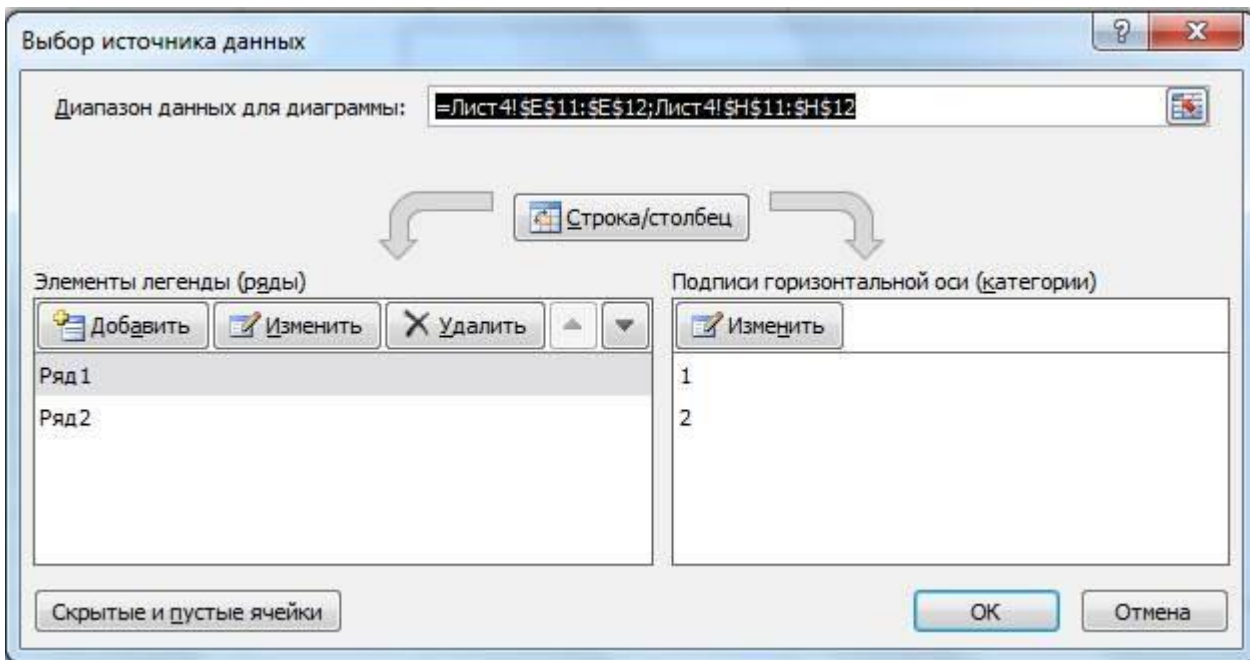 Выбор источника данных
Диапазон данных для диаграммы: =Лист4!$E$11:$E$12;Лист4!$H$11:$H$12
Строка/столбец
Элементы легенды (ряды)
Добавить Изменить Удалить
Ряд1
Ряд2
Подписи горизонтальной оси (категории)
Изменить
1
2
Скрытые и пустые ячейки
ОК Отмена